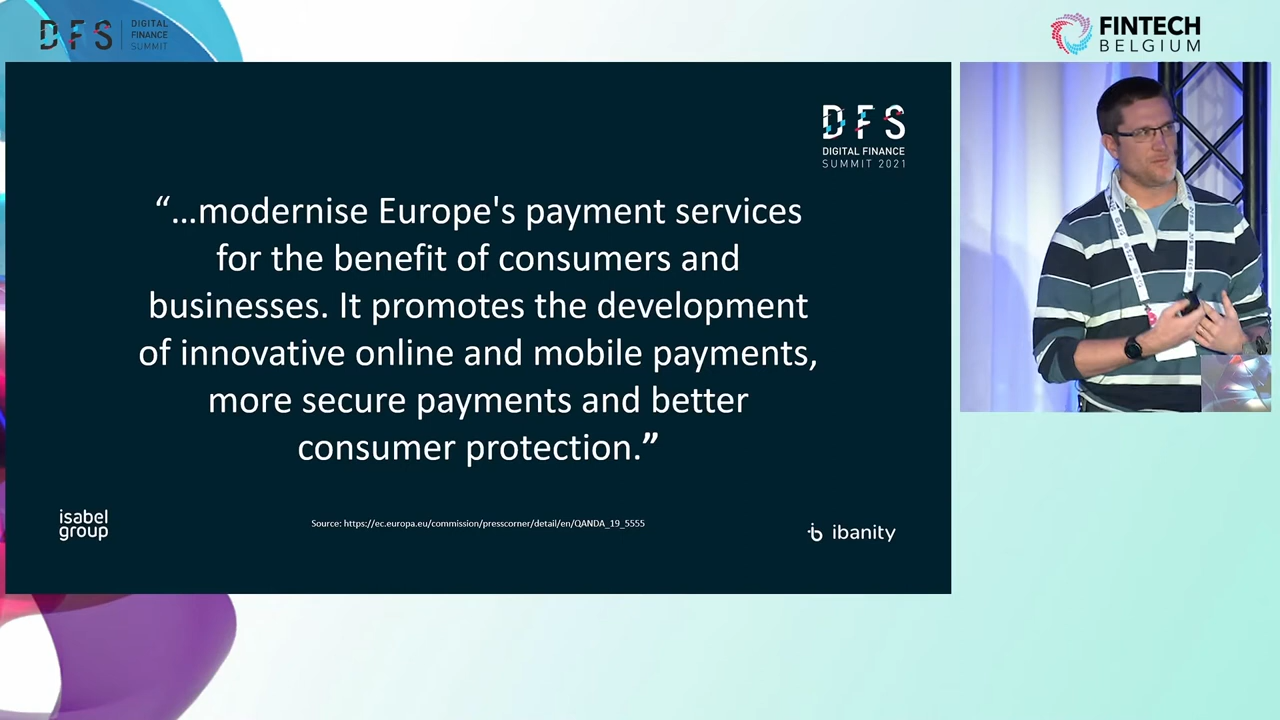 DFS DIGITAL
FINANCE
SUMMIT
FINTECH
BELGIUM
DFS
DIGITAL FINANCE
SUMMIT 2021
“…modernise Europe's payment services
for the benefit of consumers and
businesses. It promotes the development
of innovative online and mobile payments,
more secure payments and better
consumer protection.”
isabel
group
Source: https://ec.europa.eu/commission/presscorner/detail/en/QANDA_19_5555
ibanity